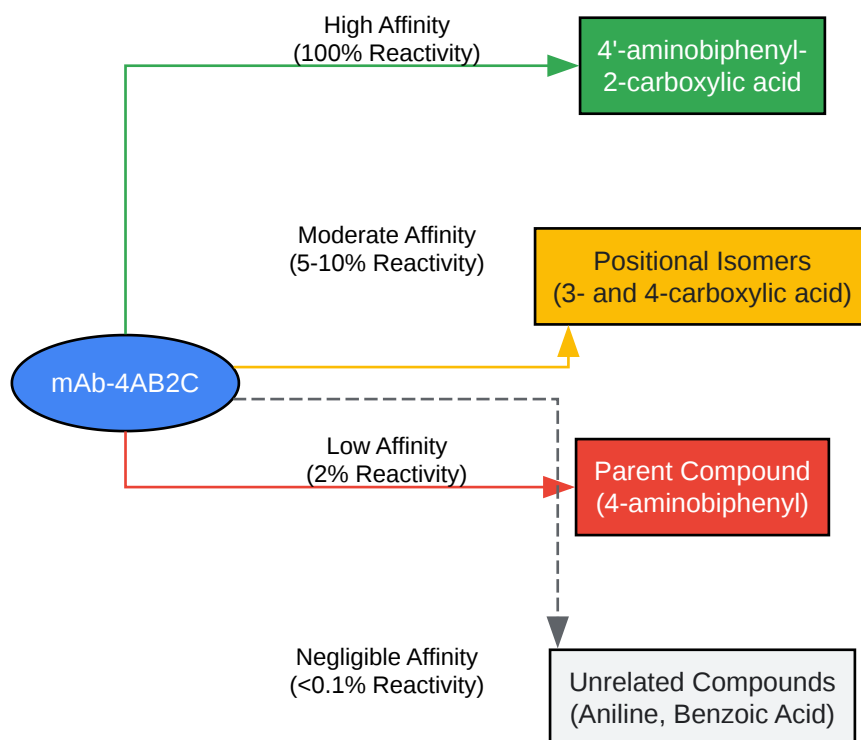 High Affinity
(100% Reactivity)
4'-aminobiphenyl-
2-carboxylic acid
Moderate Affinity
(5-10% Reactivity)
Positional Isomers
(3- and 4-carboxylic acid)
mAb-4AB2C
Low Affinity
(2% Reactivity)
Parent Compound
(4-aminobiphenyl)
Negligible Affinity
(<0.1% Reactivity)
Unrelated Compounds
(Aniline, Benzoic Acid)